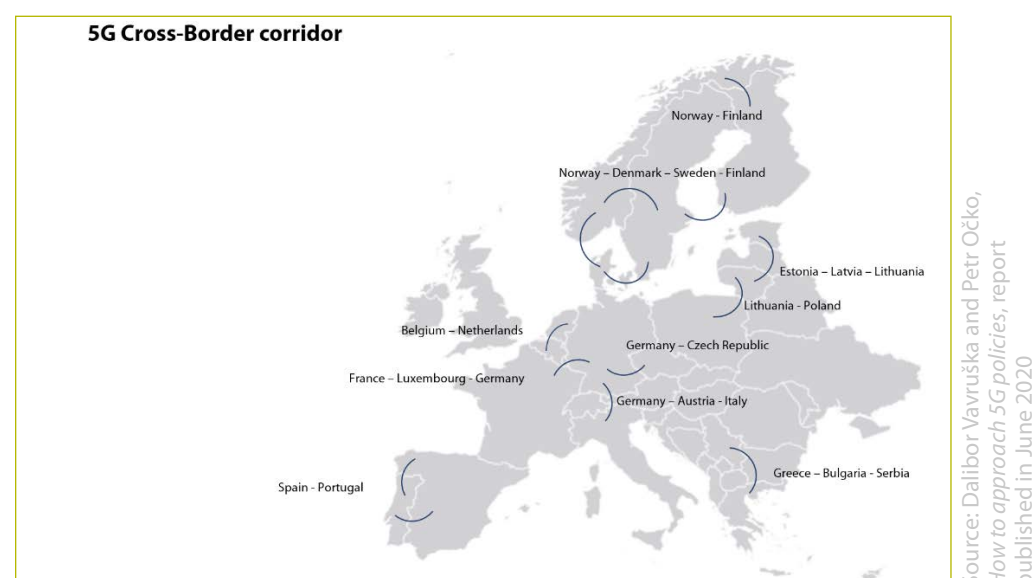 5G Cross-Border corridor
Norway - Finland
Norway – Denmark – Sweden - Finland
Estonia – Latvia – Lithuania
Lithuania - Poland
Belgium – Netherlands
Germany – Czech Republic
France – Luxembourg - Germany
Germany – Austria - Italy
Greece – Bulgaria - Serbia
Spain - Portugal
Source: Dalibor Vavruška and Petr Očko,
How to approach 5G policies, report
published in June 2020